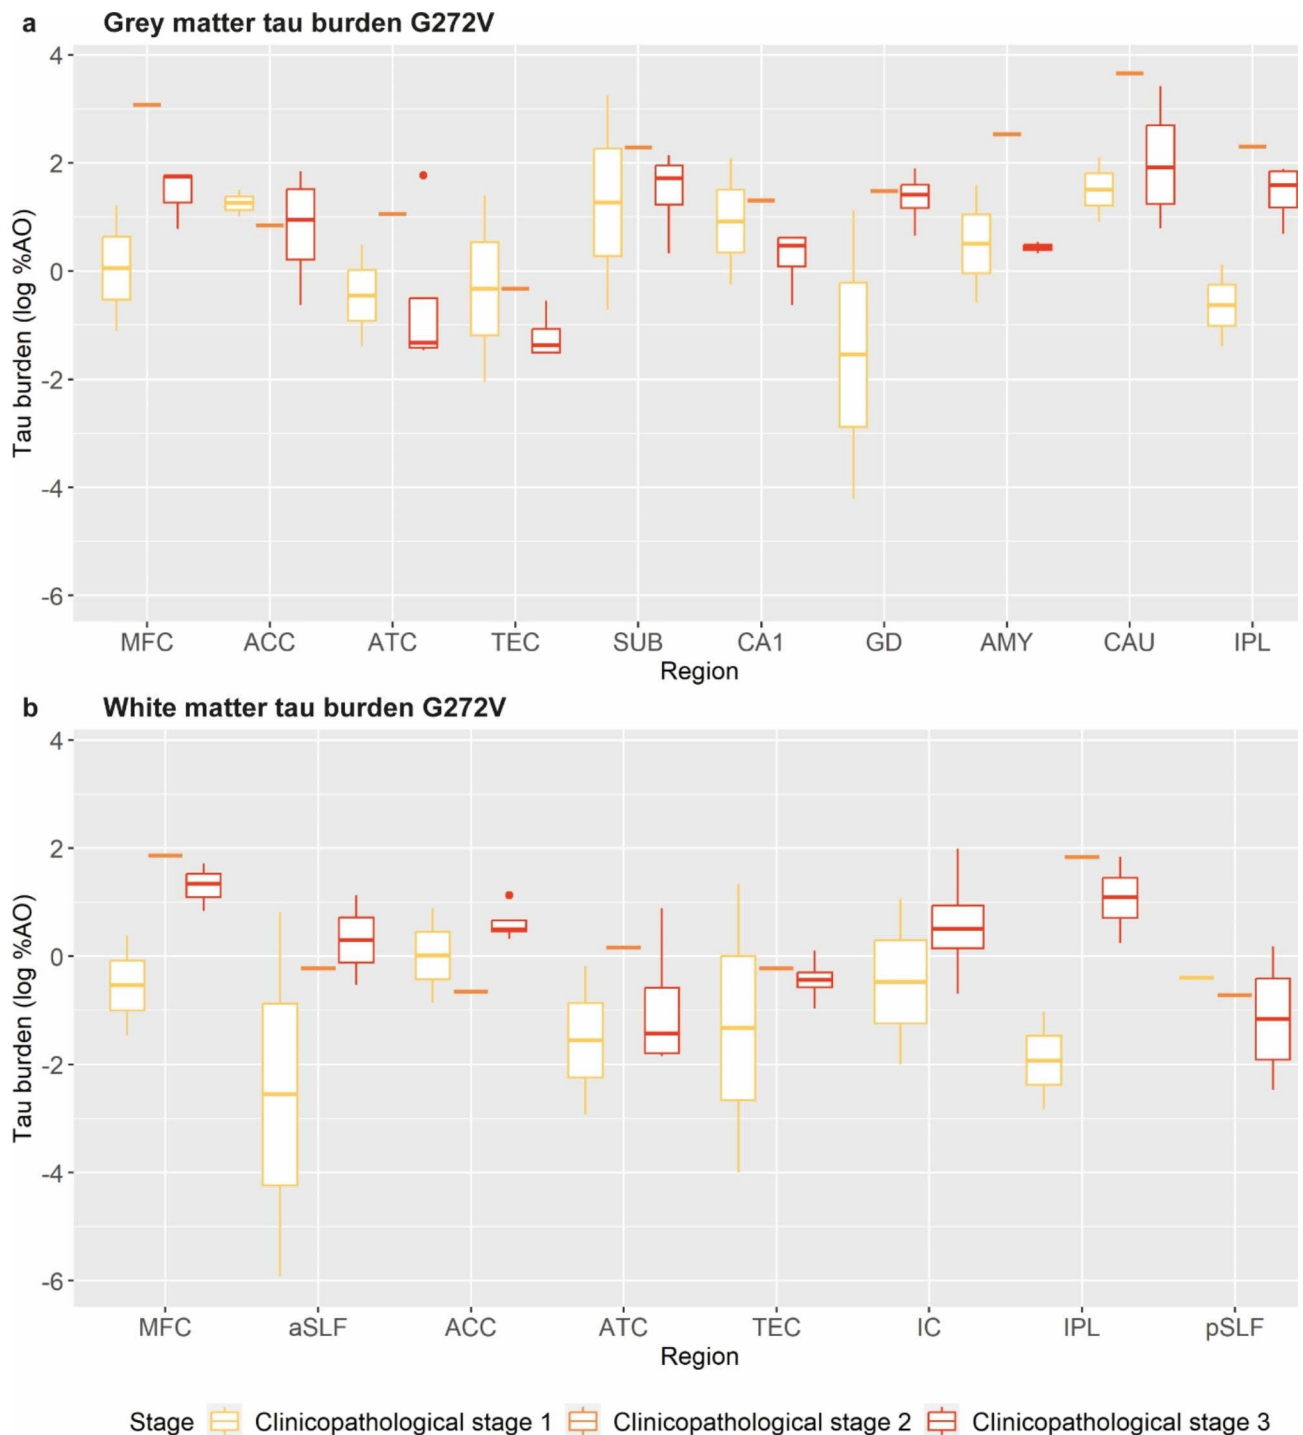 a Grey matter tau burden G272V
4
2
0
-2
-4
-6
Tau burden (log %AO)
MFC ACC ATC TEC SUB CA1 GD AMY CAU IPL
Region
b White matter tau burden G272V
4
2
0
-2
-4
-6
Tau burden (log %AO)
MFC aSLF ACC ATC TEC IC IPL pSLF
Region
Stage Clinicopathological stage 1 Clinicopathological stage 2 Clinicopathological stage 3